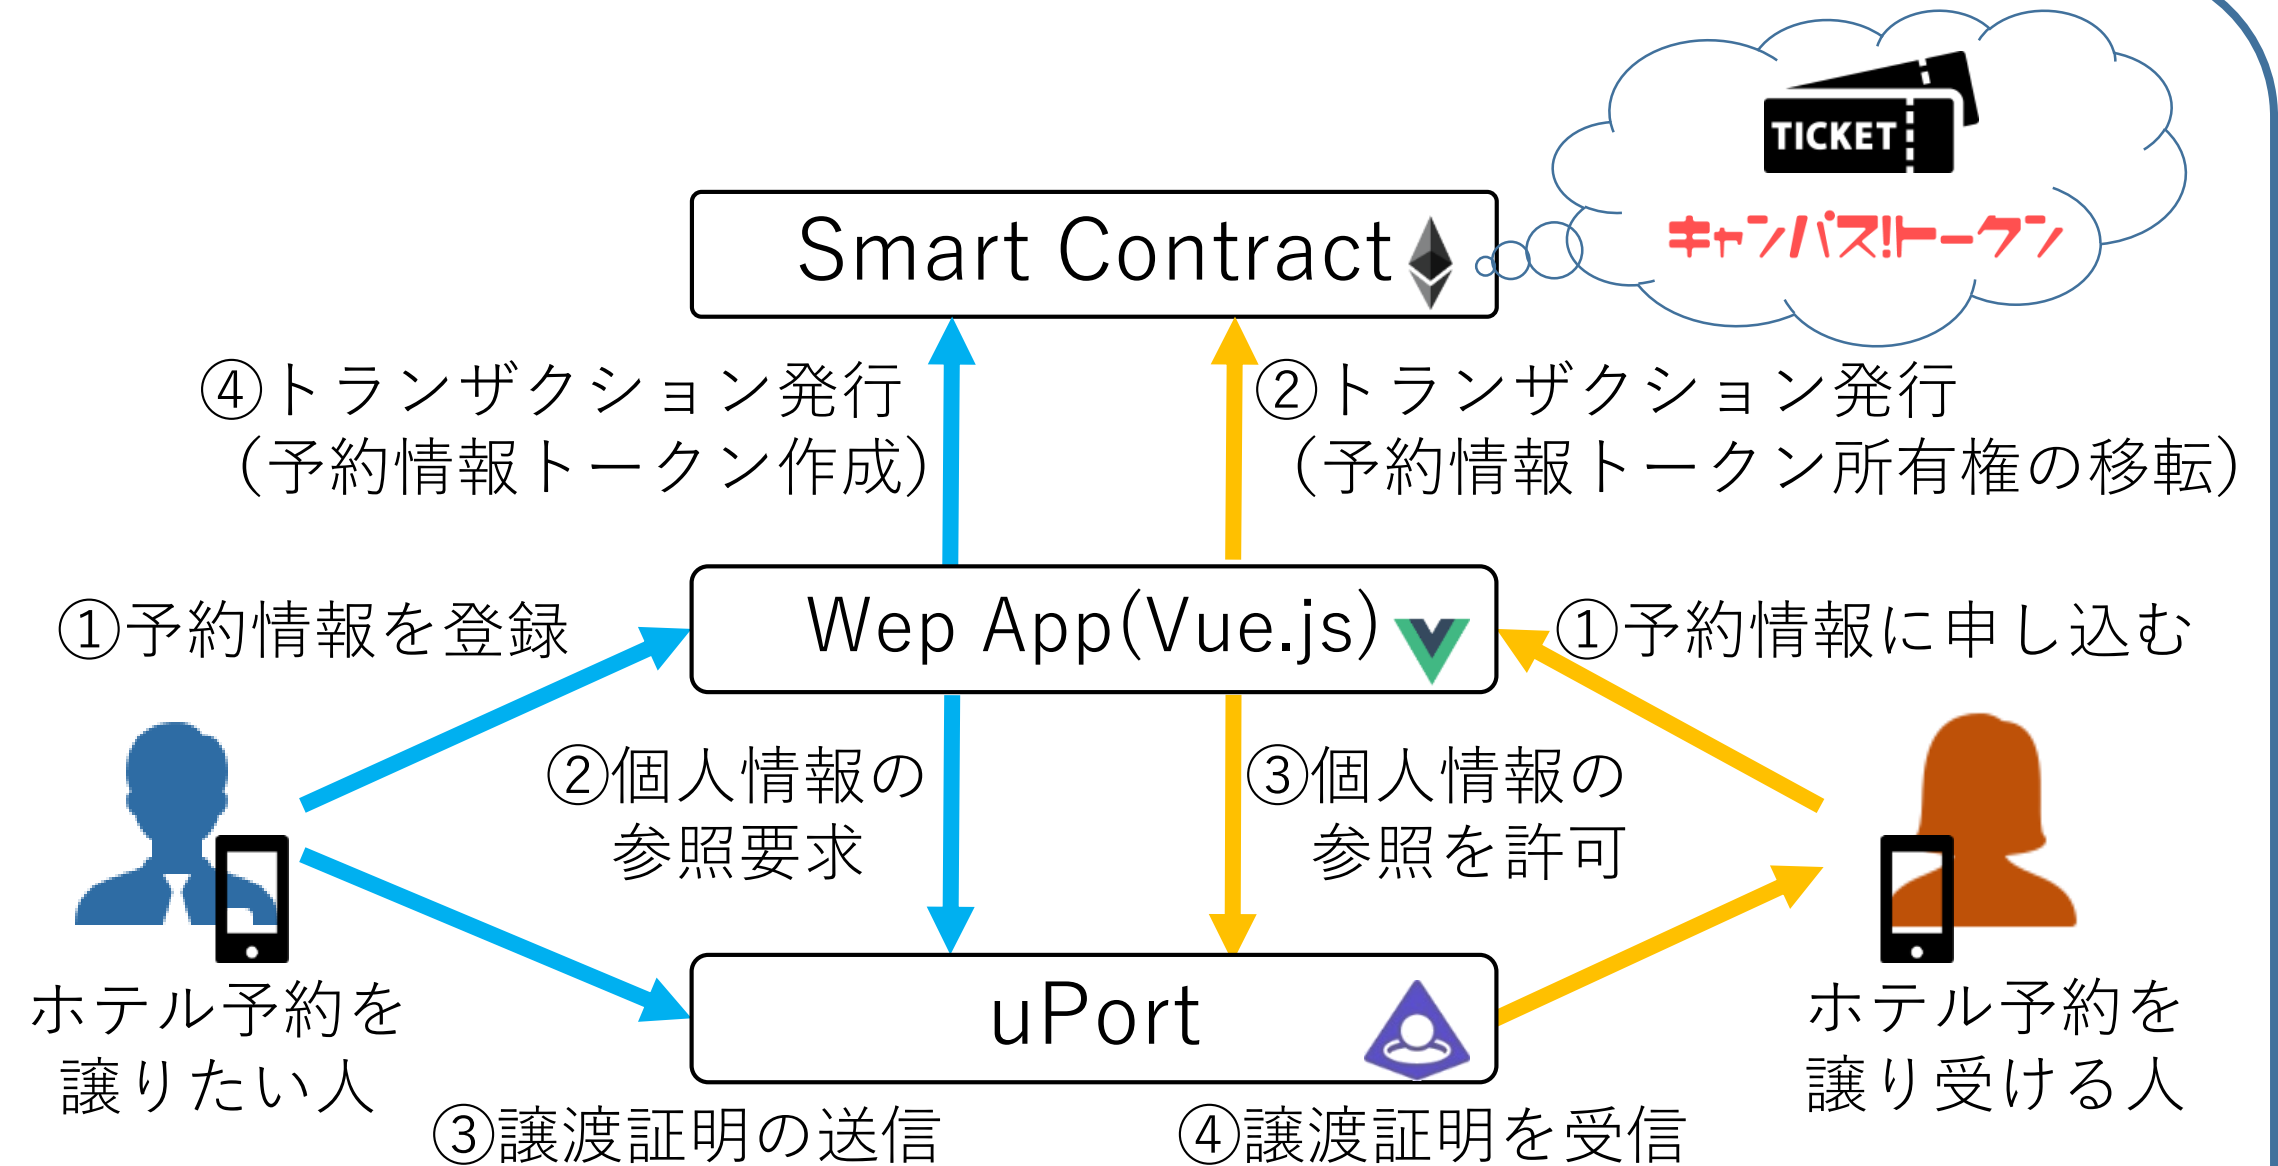 TICKET
キャンパス!トークン
Smart Contract
④トランザクション発行
（予約情報トークン作成）
②トランザクション発行
（予約情報トークン所有権の移転）
①予約情報を登録
Wep App(Vue.js)
①予約情報に申し込む
②個人情報の
参照要求
③個人情報の
参照を許可
uPort
ホテル予約を
譲りたい人
ホテル予約を
譲り受ける人
③譲渡証明の送信
④譲渡証明を受信